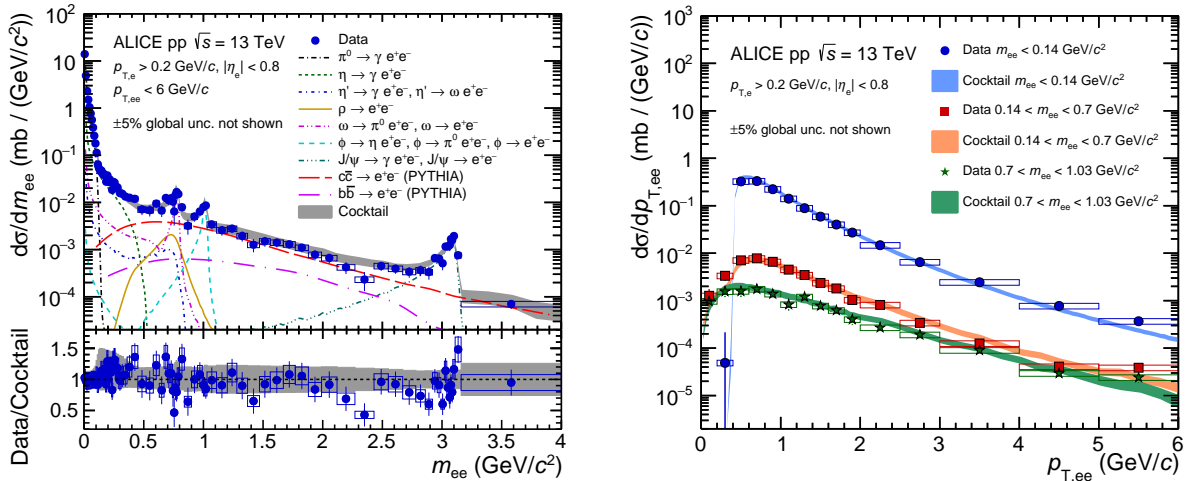 ALICE pp √s = 13 TeV
p_T,e > 0.2 GeV/c, |η_e| < 0.8
p_T,ee < 6 GeV/c
±5% global unc. not shown
Data
π⁰ → γ e⁺e⁻
η → γ e⁺e⁻
η' → γ e⁺e⁻, η' → ω e⁺e⁻
ρ → e⁺e⁻
ω → π⁰ e⁺e⁻, ω → e⁺e⁻
ϕ → η e⁺e⁻, ϕ → π⁰ e⁺e⁻, ϕ → e⁺e⁻
J/ψ → γ e⁺e⁻, J/ψ → e⁺e⁻
cc̅ → e⁺e⁻ (PYTHIA)
bb̅ → e⁺e⁻ (PYTHIA)
Cocktail
dσ/dm_ee (mb / (GeV/c²))
10²
10
1
10⁻¹
10⁻²
10⁻³
10⁻⁴
Data/Cocktail
1.5
1
0.5
0 0.5 1 1.5 2 2.5 3 3.5 4
m_ee (GeV/c²)
ALICE pp √s = 13 TeV
p_T,e > 0.2 GeV/c, |η_e| < 0.8
±5% global unc. not shown
Data m_ee < 0.14 GeV/c²
Cocktail m_ee < 0.14 GeV/c²
Data 0.14 < m_ee < 0.7 GeV/c²
Cocktail 0.14 < m_ee < 0.7 GeV/c²
Data 0.7 < m_ee < 1.03 GeV/c²
Cocktail 0.7 < m_ee < 1.03 GeV/c²
dσ/dp_T,ee (mb / (GeV/c))
10³
10²
10
1
10⁻¹
10⁻²
10⁻³
10⁻⁴
10⁻⁵
0 1 2 3 4 5 6
p_T,ee (GeV/c)